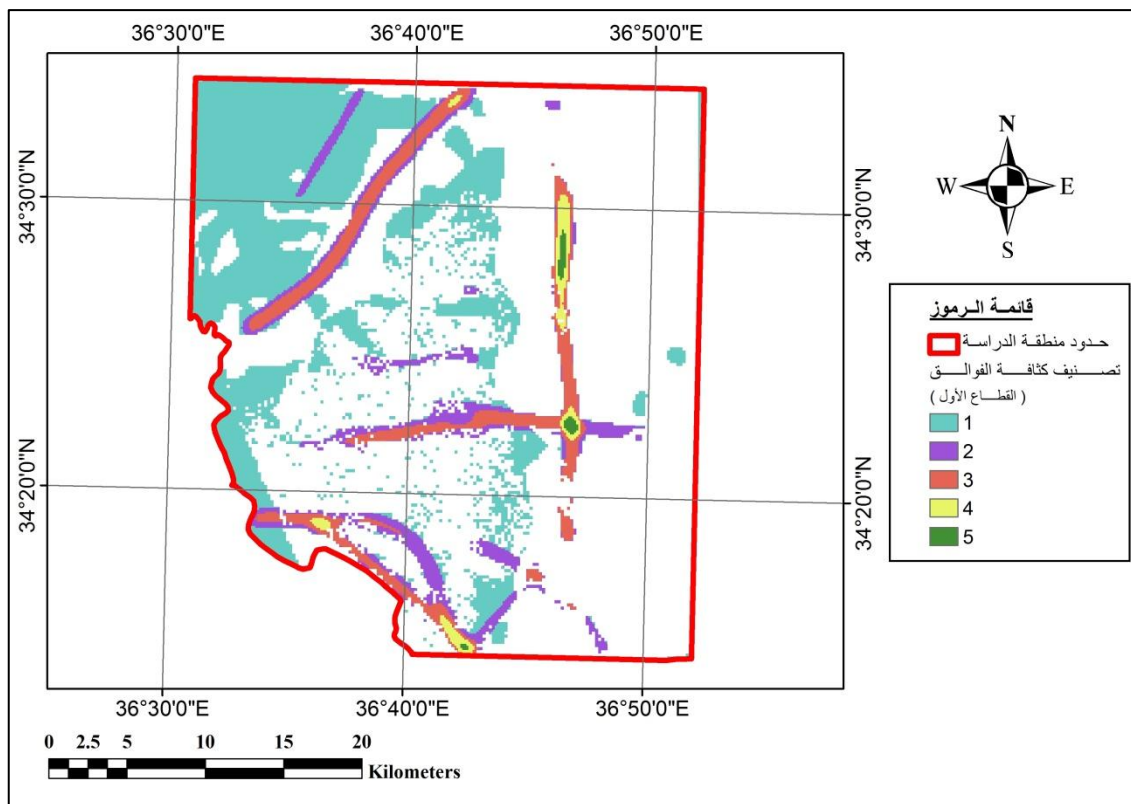 36°30'0"E 36°40'0"E 36°50'0"E
34°30'0"N
34°20'0"N
34°30'0"N
34°20'0"N
36°30'0"E 36°40'0"E 36°50'0"E
N
W E
S
قائمة الرموز
حدود منطقة الدراسة
تصنيف كثافة الفوالق
( القطاع الأول )
1
2
3
4
5
0 2.5 5 10 15 20
Kilometers